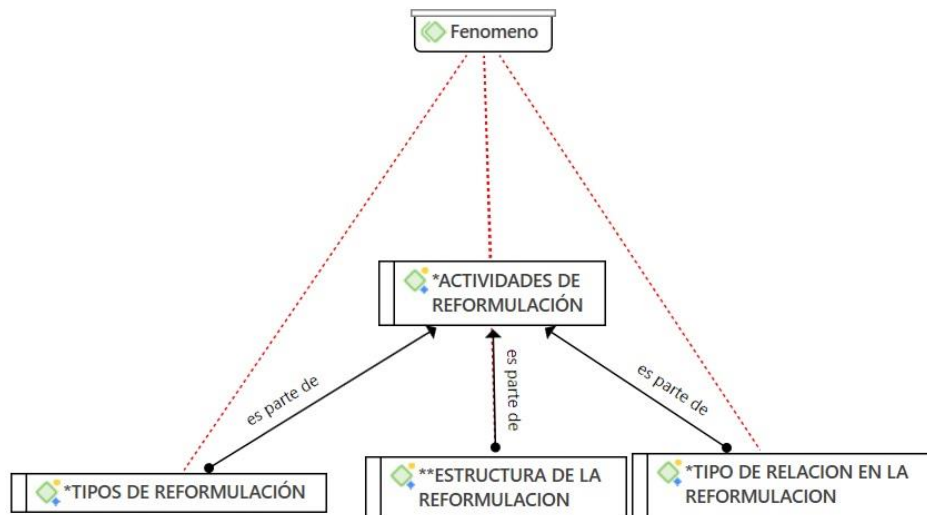 Fenomeno
*ACTIVIDADES DE
REFORMULACIÓN
es parte de
es parte de
es parte de
*TIPOS DE REFORMULACIÓN
**ESTRUCTURA DE LA
REFORMULACION
*TIPO DE RELACION EN LA
REFORMULACION